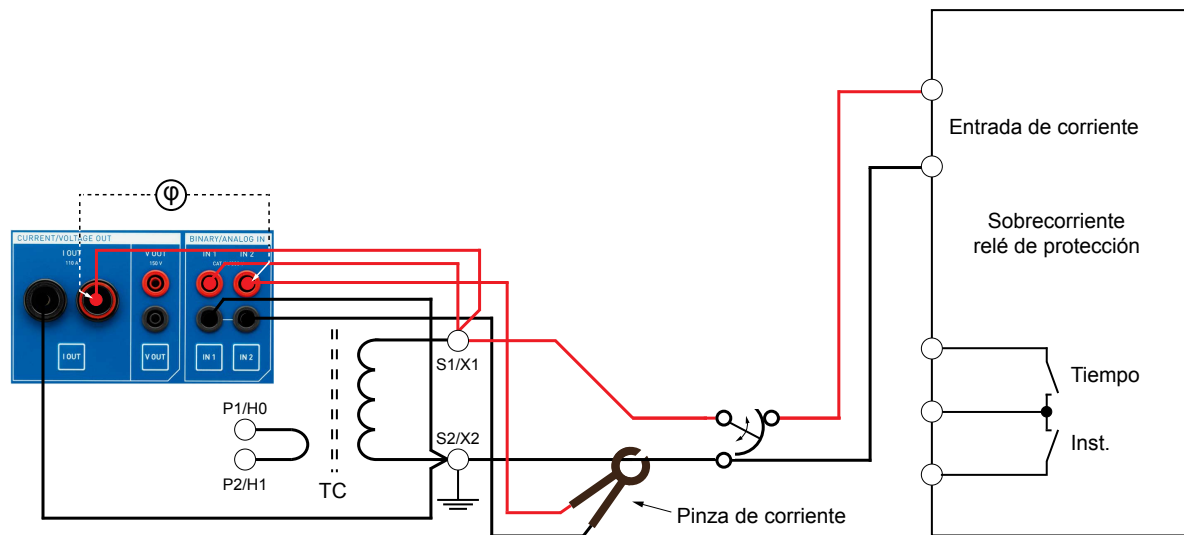 φ
CURRENT/VOLTAGE OUT
BINARY/ANALOG IN
I OUT
110 A
V OUT
150 V
IN 1
IN 2
I OUT
V OUT
IN 1
IN 2
P1/H0
P2/H1
TC
S1/X1
S2/X2
Pinza de corriente
Entrada de corriente
Sobrecorriente
relé de protección
Tiempo
Inst.